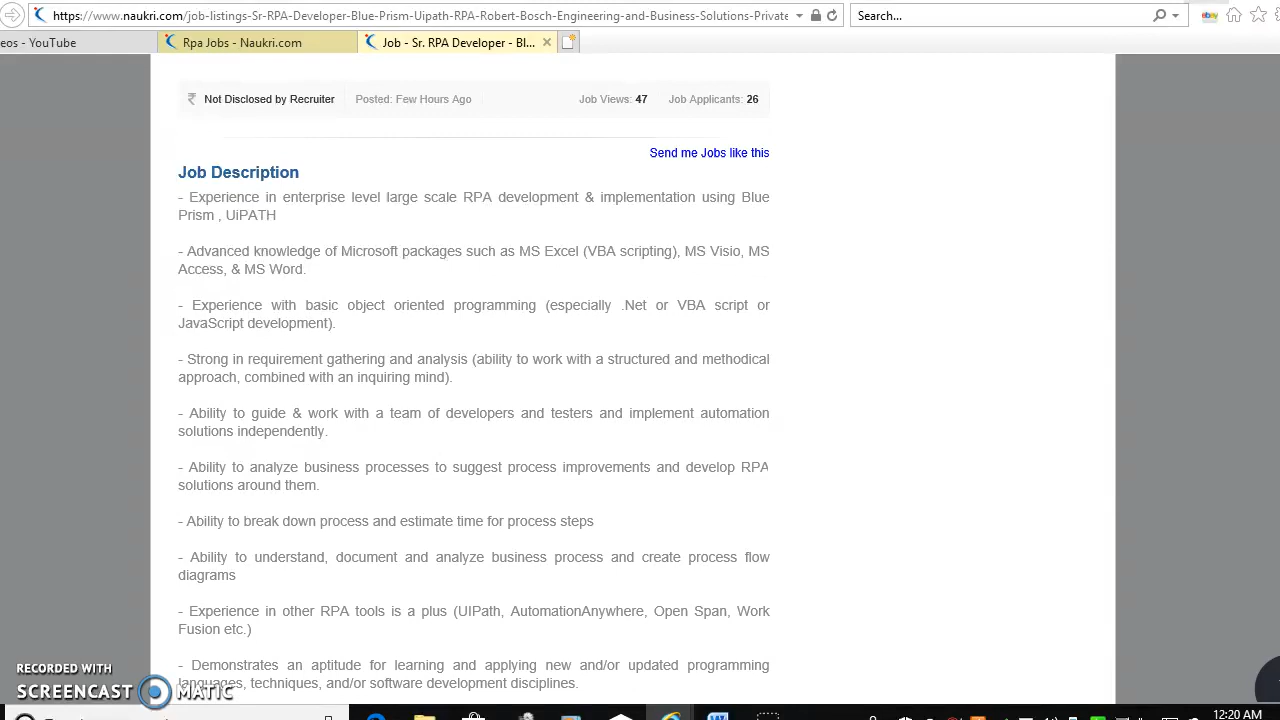 https://www.naukri.com/job-listings-Sr-RPA-Developer-Blue-Prism-Uipath-RPA-Robert-Bosch-Engineering-and-Business-Solutions-Private
Search...
eos - YouTube
Rpa Jobs - Naukri.com
Job - Sr. RPA Developer - Bl...
₹ Not Disclosed by Recruiter
Posted: Few Hours Ago
Job Views: 47
Job Applicants: 26
Send me Jobs like this
Job Description
- Experience in enterprise level large scale RPA development & implementation using Blue
Prism , UiPATH
- Advanced knowledge of Microsoft packages such as MS Excel (VBA scripting), MS Visio, MS
Access, & MS Word.
- Experience with basic object oriented programming (especially .Net or VBA script or
JavaScript development).
- Strong in requirement gathering and analysis (ability to work with a structured and methodical
approach, combined with an inquiring mind).
- Ability to guide & work with a team of developers and testers and implement automation
solutions independently.
- Ability to analyze business processes to suggest process improvements and develop RPA
solutions around them.
- Ability to break down process and estimate time for process steps
- Ability to understand, document and analyze business process and create process flow
diagrams
- Experience in other RPA tools is a plus (UIPath, AutomationAnywhere, Open Span, Work
Fusion etc.)
- Demonstrates an aptitude for learning and applying new and/or updated programming
languages, techniques, and/or software development disciplines.
RECORDED WITH
SCREENCAST MATIC
12:20 AM